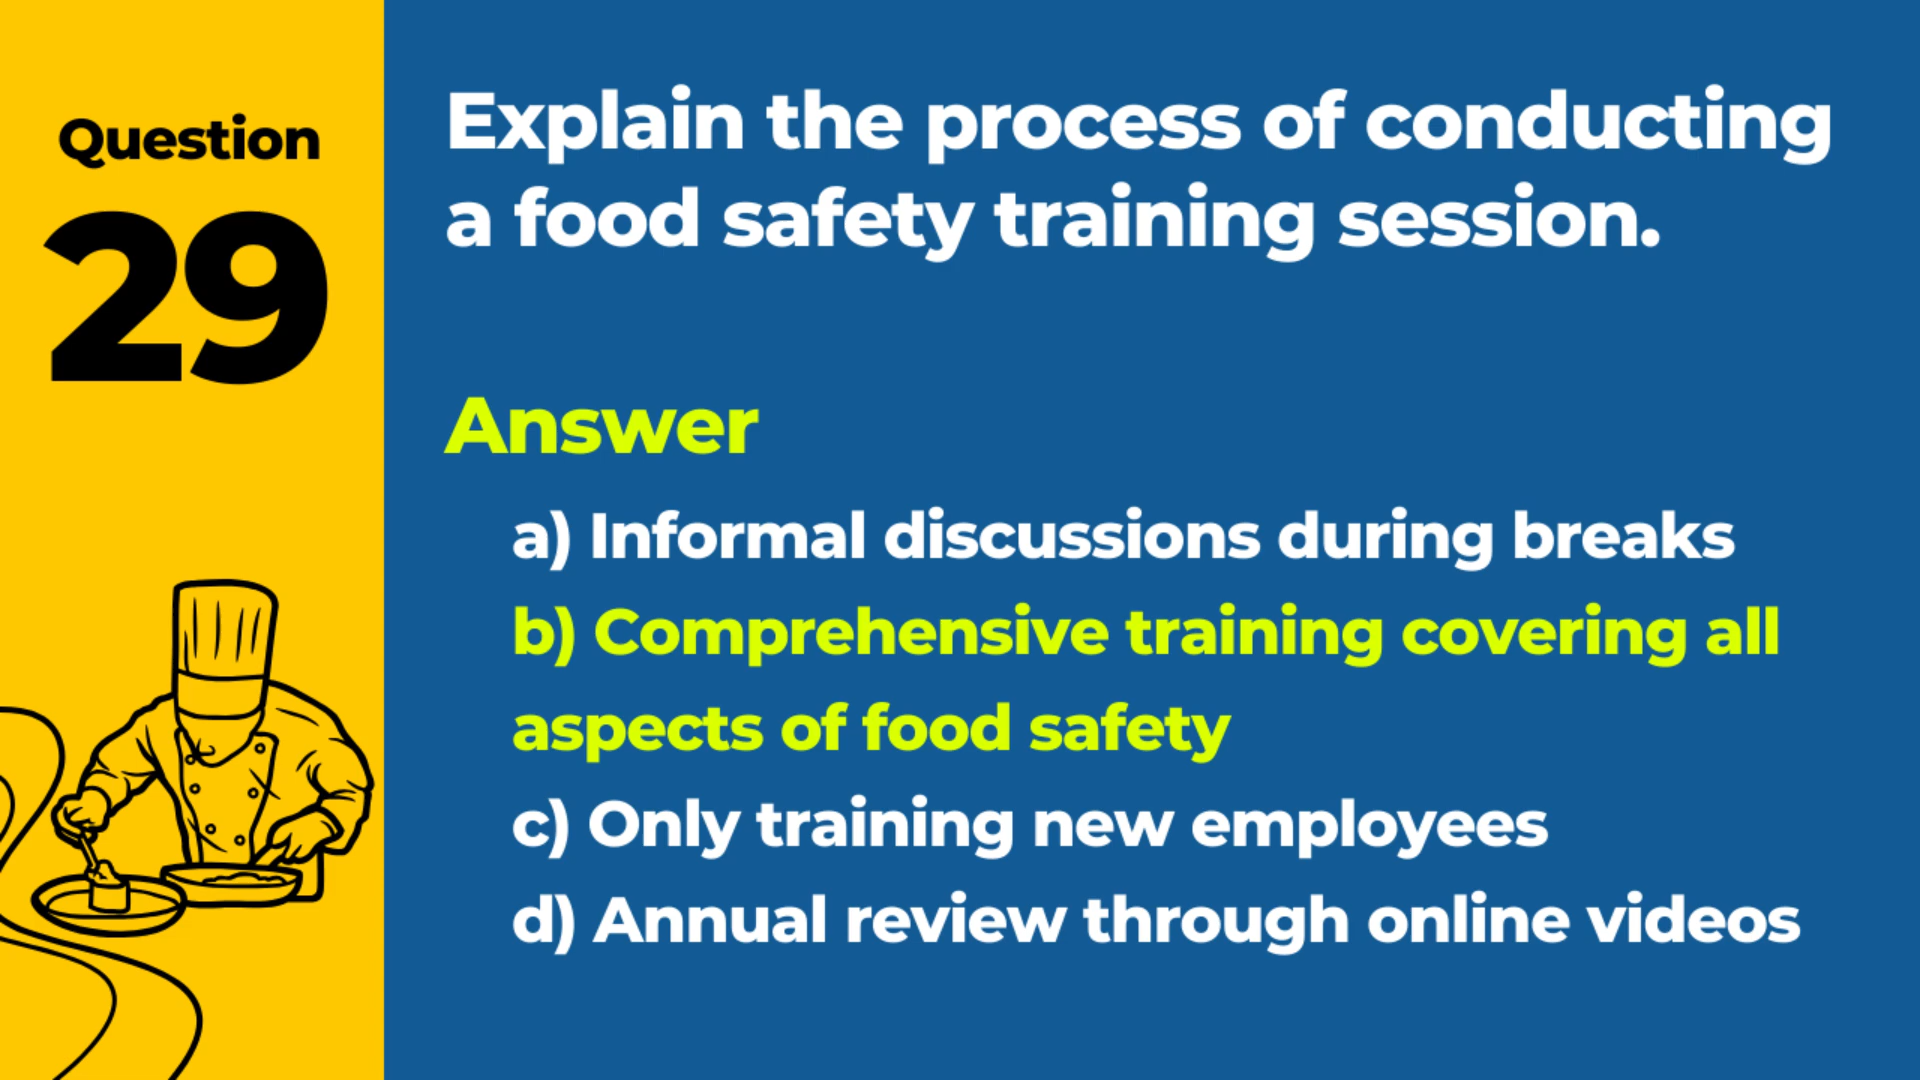 Question
29
Explain the process of conducting
a food safety training session.
Answer
a) Informal discussions during breaks
b) Comprehensive training covering all
aspects of food safety
c) Only training new employees
d) Annual review through online videos